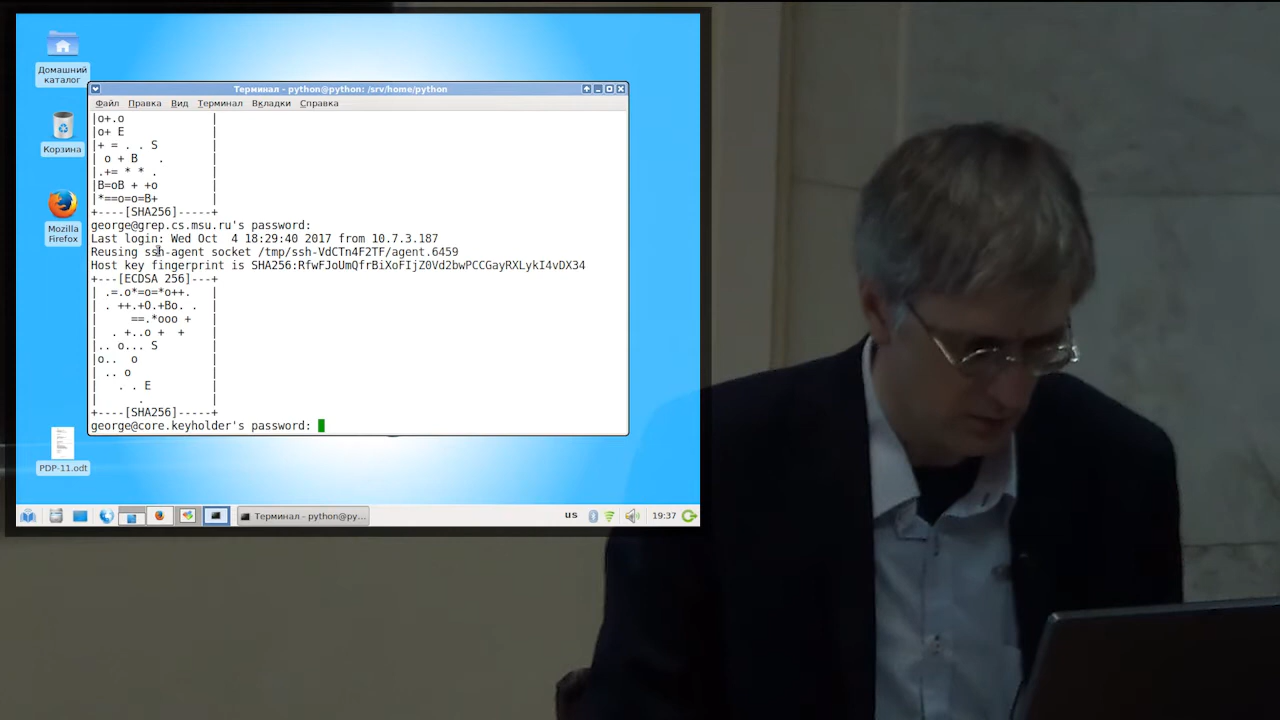 Домашний
каталог
Корзина
Mozilla
Firefox
PDP-11.odt
Терминал - python@python: /srv/home/python
Файл Правка Вид Терминал Вкладки Справка
|o+.o             |
|o+ E             |
|+ = . . S        |
| o + B   .       |
|.+= * * .        |
|B=oB + +o        |
|*==o=o=B+        |
+----[SHA256]-----+
george@grep.cs.msu.ru's password:
Last login: Wed Oct  4 18:29:40 2017 from 10.7.3.187
Reusing ssh-agent socket /tmp/ssh-VdCTn4F2TF/agent.6459
Host key fingerprint is SHA256:RfwFJoUmQfrBiXoFIjZ0Vd2bwPCCGayRXLykI4vDX34
+---[ECDSA 256]---+
| .=.o*=o=*o++.   |
| . ++.+O.+Bo. .  |
|     ==.*ooo +   |
|  . +..o +  +    |
|.. o... S        |
|o..  o           |
| .. o            |
|   . . E         |
|      .          |
+----[SHA256]-----+
george@core.keyholder's password:
Терминал - python@py...
us
19:37